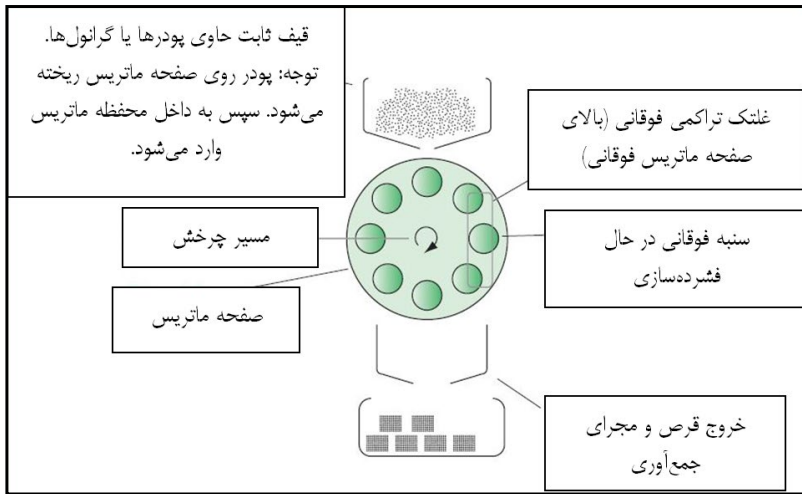 قیف ثابت حاوی پودرها یا گرانول‌ها.
توجه: پودر روی صفحه ماتریس ریخته
می‌شود. سپس به داخل محفظه ماتریس
وارد می‌شود.
غلتک تراکمی فوقانی (بالای
صفحه ماتریس فوقانی)
مسیر چرخش
سنبه فوقانی در حال
فشرده‌سازی
صفحه ماتریس
خروج قرص و مجرای
جمع‌آوری